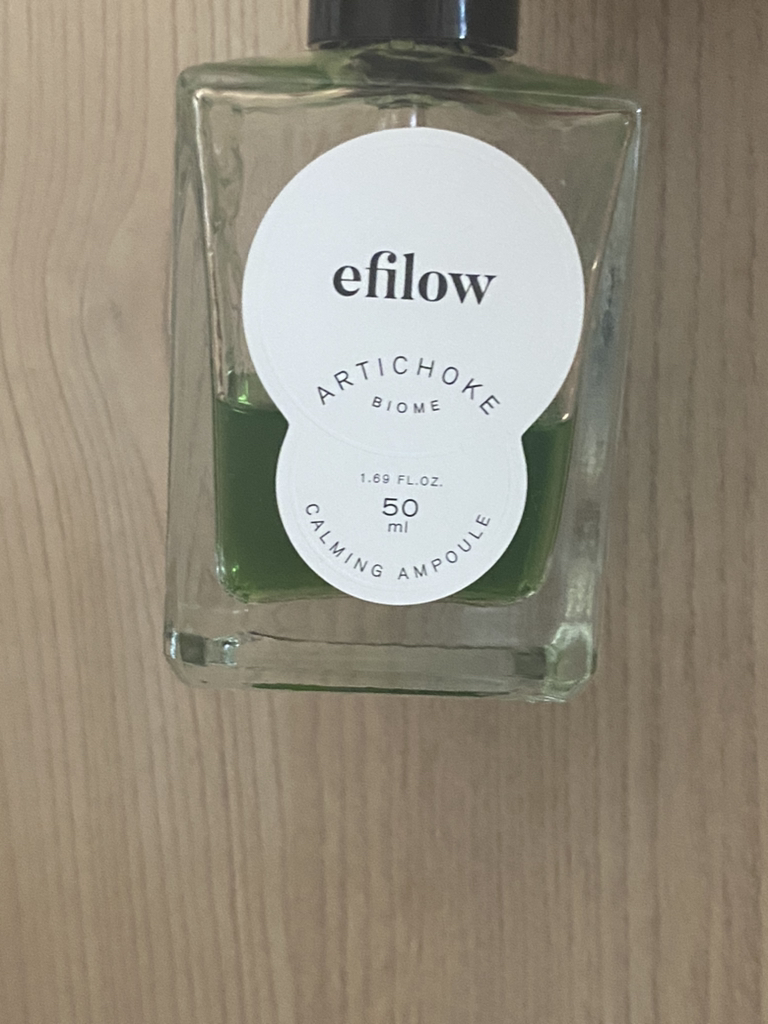 efilow
ARTICHOKE
BIOME
1.69 FL.OZ.
50
ml
CALMING AMPOULE